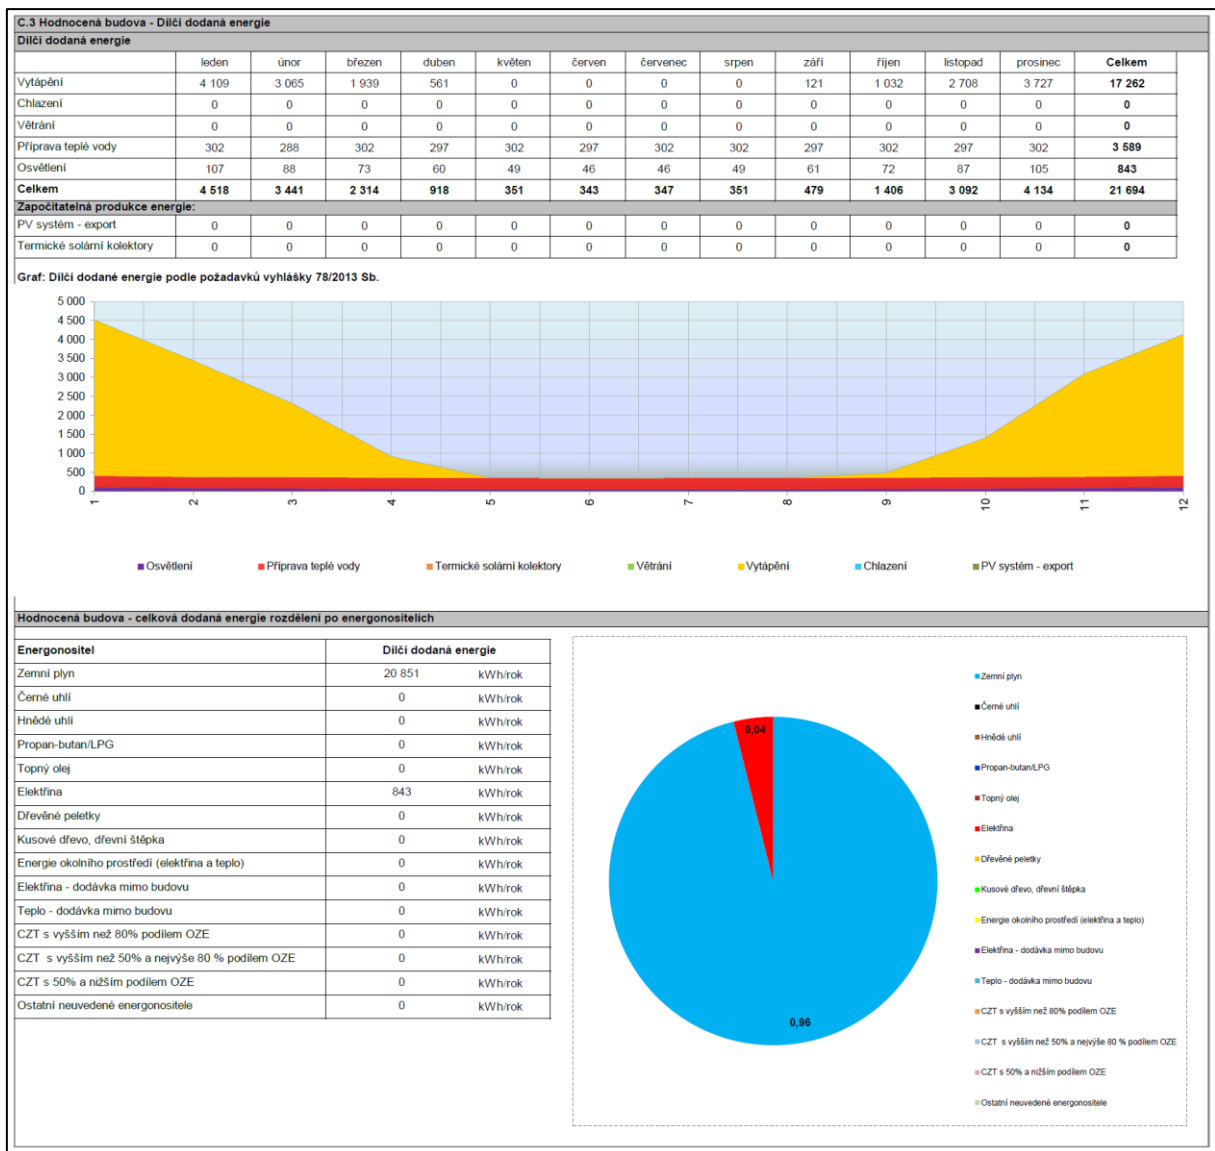 C.3 Hodnocená budova - Dílčí dodaná energie
Dílčí dodaná energie
leden únor březen duben květen červen červenec srpen září říjen listopad prosinec Celkem
Vytápění 4 109 3 065 1 939 561 0 0 0 0 121 1 032 2 708 3 727 17 262
Chlazení 0 0 0 0 0 0 0 0 0 0 0 0 0
Větrání 0 0 0 0 0 0 0 0 0 0 0 0 0
Příprava teplé vody 302 288 302 297 302 297 302 302 297 302 297 302 3 589
Osvětlení 107 88 73 60 49 46 46 49 61 72 87 105 843
Celkem 4 518 3 441 2 314 918 351 343 347 351 479 1 406 3 092 4 134 21 694
Započitatelná produkce energie:
PV systém - export 0 0 0 0 0 0 0 0 0 0 0 0 0
Termické solární kolektory 0 0 0 0 0 0 0 0 0 0 0 0 0
Graf: Dílčí dodané energie podle požadavků vyhlášky 78/2013 Sb.
5 000
4 500
4 000
3 500
3 000
2 500
2 000
1 500
1 000
500
0
1 2 3 4 5 6 7 8 9 10 11 12
Osvětlení Příprava teplé vody Termické solární kolektory Větrání Vytápění Chlazení PV systém - export
Hodnocená budova - celková dodaná energie rozdělení po energonositelích
Energonositel Dílčí dodaná energie
Zemní plyn 20 851 kWh/rok
Černé uhlí 0 kWh/rok
Hnědé uhlí 0 kWh/rok
Propan-butan/LPG 0 kWh/rok
Topný olej 0 kWh/rok
Elektřina 843 kWh/rok
Dřevěné peletky 0 kWh/rok
Kusové dřevo, dřevní štěpka 0 kWh/rok
Energie okolního prostředí (elektřina a teplo) 0 kWh/rok
Elektřina - dodávka mimo budovu 0 kWh/rok
Teplo - dodávka mimo budovu 0 kWh/rok
CZT s vyšším než 80% podílem OZE 0 kWh/rok
CZT s vyšším než 50% a nejvýše 80 % podílem OZE 0 kWh/rok
CZT s 50% a nižším podílem OZE 0 kWh/rok
Ostatní neuvedené energonositele 0 kWh/rok
0,04
0,96
Zemní plyn
Černé uhlí
Hnědé uhlí
Propan-butan/LPG
Topný olej
Elektřina
Dřevěné peletky
Kusové dřevo, dřevní štěpka
Energie okolního prostředí (elektřina a teplo)
Elektřina - dodávka mimo budovu
Teplo - dodávka mimo budovu
CZT s vyšším než 80% podílem OZE
CZT s vyšším než 50% a nejvýše 80 % podílem OZE
CZT s 50% a nižším podílem OZE
Ostatní neuvedené energonositele